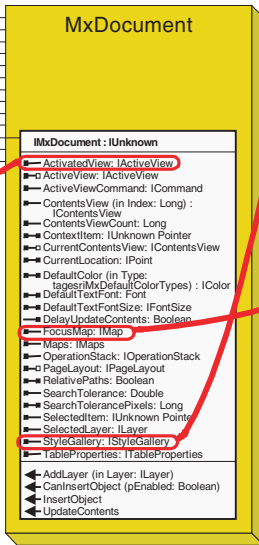 MxDocument
IMxDocument : IUnknown
ActivatedView: IActiveView
ActiveView: IActiveView
ActiveViewCommand: ICommand
ContentsView (in Index: Long) :
IContentsView
ContentsViewCount: Long
ContextItem: IUnknown Pointer
CurrentContentsView: IContentsView
CurrentLocation: IPoint
DefaultColor (in Type:
tagesriMxDefaultColorTypes) : IColor
DefaultTextFont: Font
DefaultTextFontSize: IFontSize
DelayUpdateContents: Boolean
FocusMap: IMap
Maps: IMaps
OperationStack: IOperationStack
PageLayout: IPageLayout
RelativePaths: Boolean
SearchTolerance: Double
SearchTolerancePixels: Long
SelectedItem: IUnknown Pointer
SelectedLayer: ILayer
StyleGallery: IStyleGallery
TableProperties: ITableProperties
AddLayer (in Layer: ILayer)
CanInsertObject (pEnabled: Boolean)
InsertObject
UpdateContents